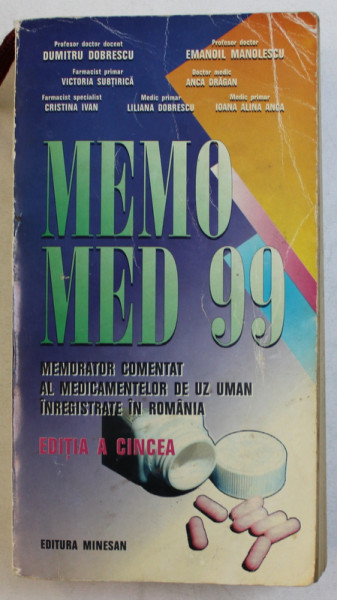 Profesor doctor docent
DUMITRU DOBRESCU
Profesor doctor
EMANOIL MANOLESCU
Farmacist primar
VICTORIA SUBȚIRICĂ
Doctor medic
ANCA DRĂGAN
Farmacist specialist
CRISTINA IVAN
Medic primar
LILIANA DOBRESCU
Medic primar
IOANA ALINA ANCA
MEMO
MED 99
MEMORATOR COMENTAT
AL MEDICAMENTELOR DE UZ UMAN
ÎNREGISTRATE ÎN ROMÂNIA
EDIȚIA A CINCEA
EDITURA MINESAN